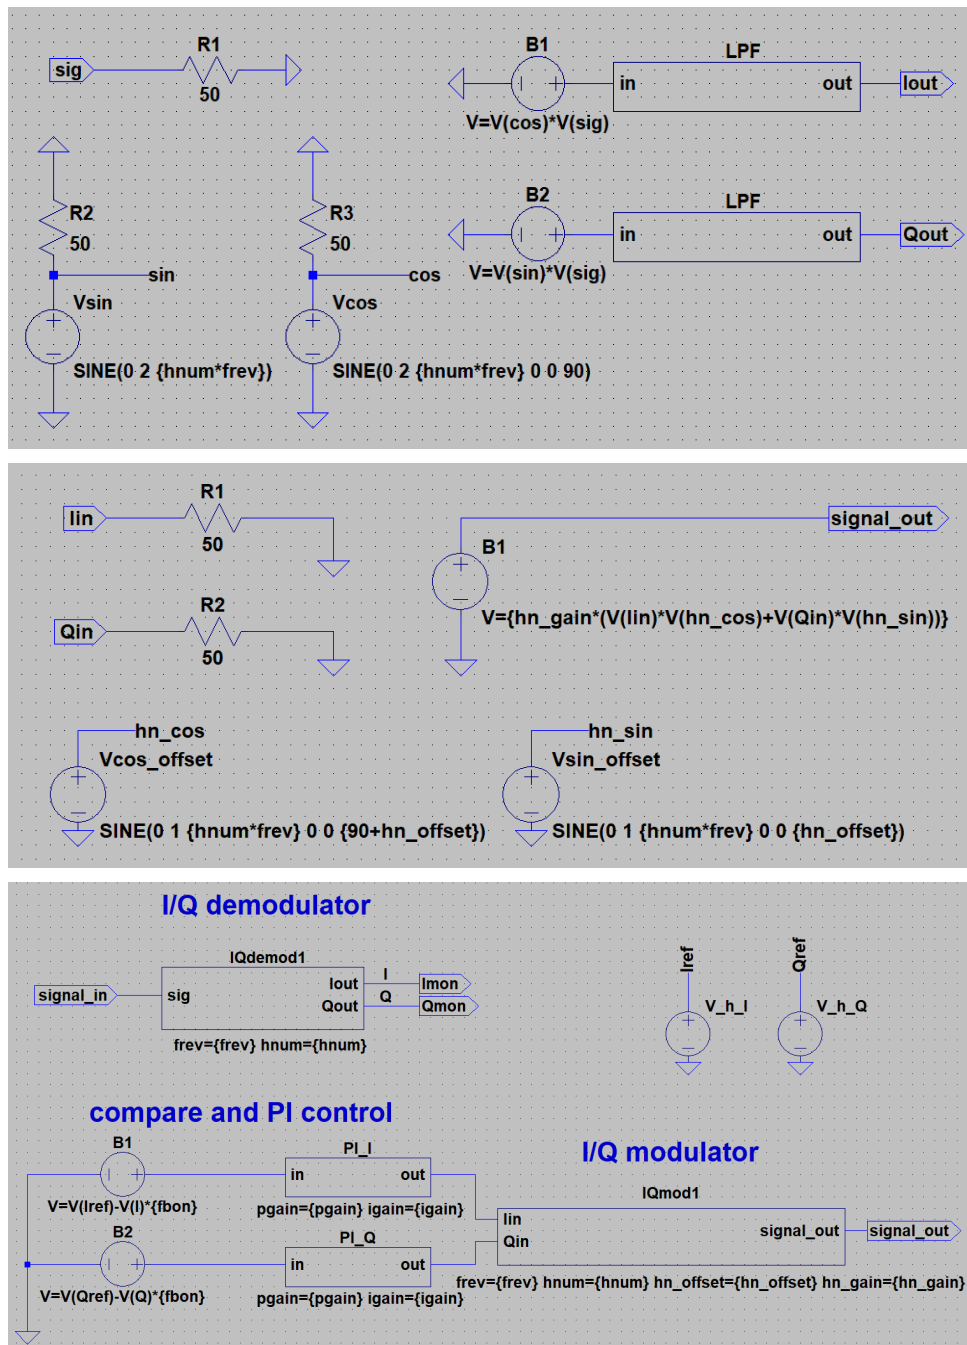 sig
R1
50
B1
V=V(cos)*V(sig)
LPF
in
out
Iout
R2
50
sin
Vsin
SINE(0 2 {hnum*frev})
R3
50
cos
Vcos
SINE(0 2 {hnum*frev} 0 0 90)
B2
V=V(sin)*V(sig)
LPF
in
out
Qout
Iin
R1
50
Qin
R2
50
signal_out
B1
V={hn_gain*(V(Iin)*V(hn_cos)+V(Qin)*V(hn_sin))}
hn_cos
Vcos_offset
SINE(0 1 {hnum*frev} 0 0 {90+hn_offset})
hn_sin
Vsin_offset
SINE(0 1 {hnum*frev} 0 0 {hn_offset})
I/Q demodulator
IQdemod1
signal_in
sig
Iout
Qout
I
Q
Imon
Qmon
frev={frev} hnum={hnum}
Iref
V_h_I
Qref
V_h_Q
compare and PI control
B1
V=V(Iref)-V(I)*{fbon}
PI_I
in
out
pgain={pgain} igain={igain}
B2
V=V(Qref)-V(Q)*{fbon}
PI_Q
in
out
pgain={pgain} igain={igain}
I/Q modulator
IQmod1
Iin
Qin
signal_out
signal_out
frev={frev} hnum={hnum} hn_offset={hn_offset} hn_gain={hn_gain}